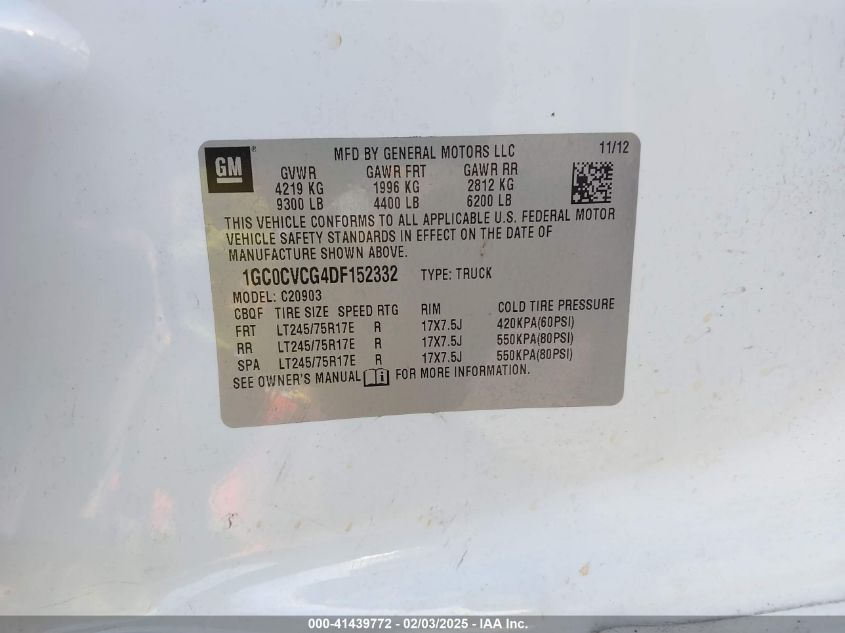 GM®
MFD BY GENERAL MOTORS LLC 11/12
GVWR GAWR FRT GAWR RR
4219 KG 1996 KG 2812 KG
9300 LB 4400 LB 6200 LB
THIS VEHICLE CONFORMS TO ALL APPLICABLE U.S. FEDERAL MOTOR
VEHICLE SAFETY STANDARDS IN EFFECT ON THE DATE OF
MANUFACTURE SHOWN ABOVE.
1GC0CVCG4DF152332 TYPE: TRUCK
MODEL: C20903
CBQF TIRE SIZE SPEED RTG RIM COLD TIRE PRESSURE
FRT LT245/75R17E R 17X7.5J 420KPA(60PSI)
RR LT245/75R17E R 17X7.5J 550KPA(80PSI)
SPA LT245/75R17E R 17X7.5J 550KPA(80PSI)
SEE OWNER'S MANUAL i FOR MORE INFORMATION.
000-41439772 - 02/03/2025 - IAA Inc.